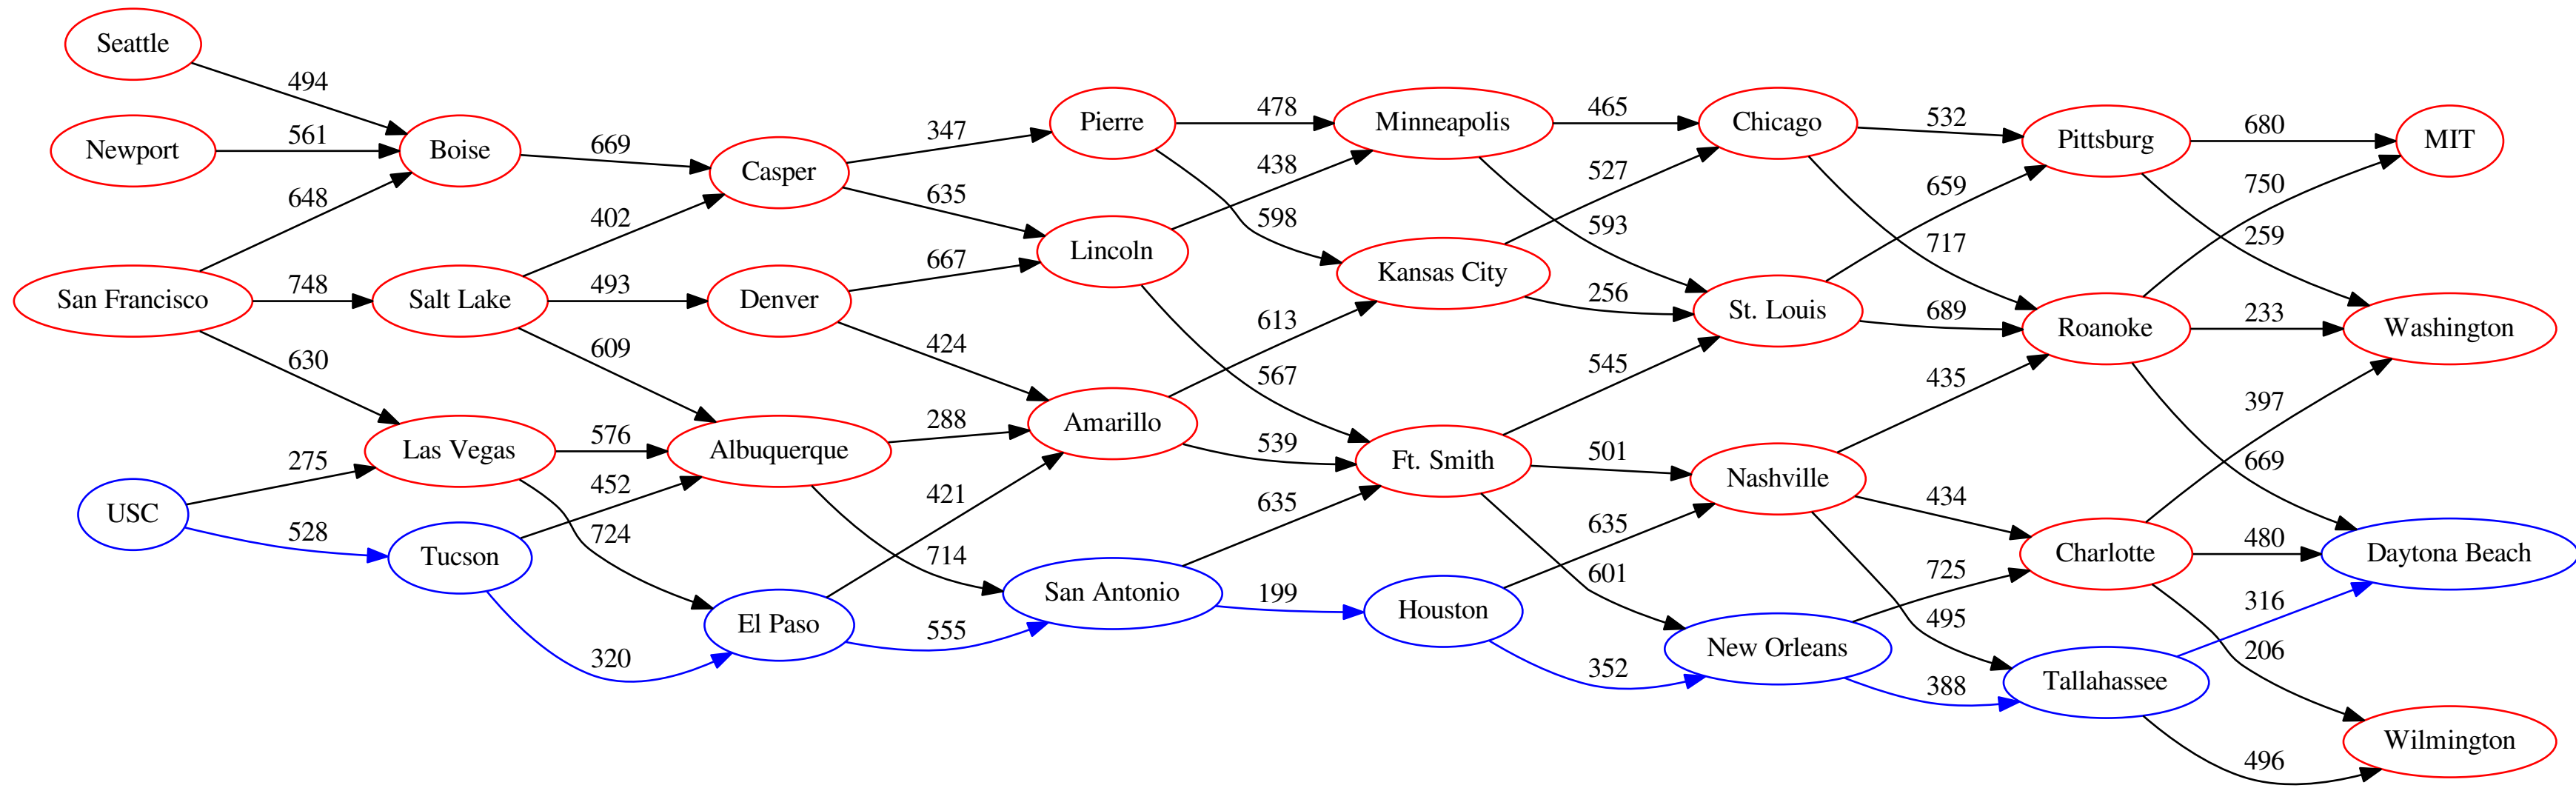 Seattle
494
Newport
561
Boise
648
San Francisco
748
Salt Lake
630
Las Vegas
USC
275
528
Tucson
669
402
493
609
576
452
724
320
Casper
Denver
Albuquerque
El Paso
347
635
667
424
288
421
714
555
Pierre
Lincoln
Amarillo
San Antonio
478
438
598
613
567
539
635
199
Minneapolis
Kansas City
Ft. Smith
Houston
465
527
593
256
545
501
635
601
352
Chicago
St. Louis
Nashville
New Orleans
532
659
717
689
435
434
725
495
388
Pittsburg
Roanoke
Charlotte
Tallahassee
680
750
259
233
397
669
480
316
206
496
MIT
Washington
Daytona Beach
Wilmington